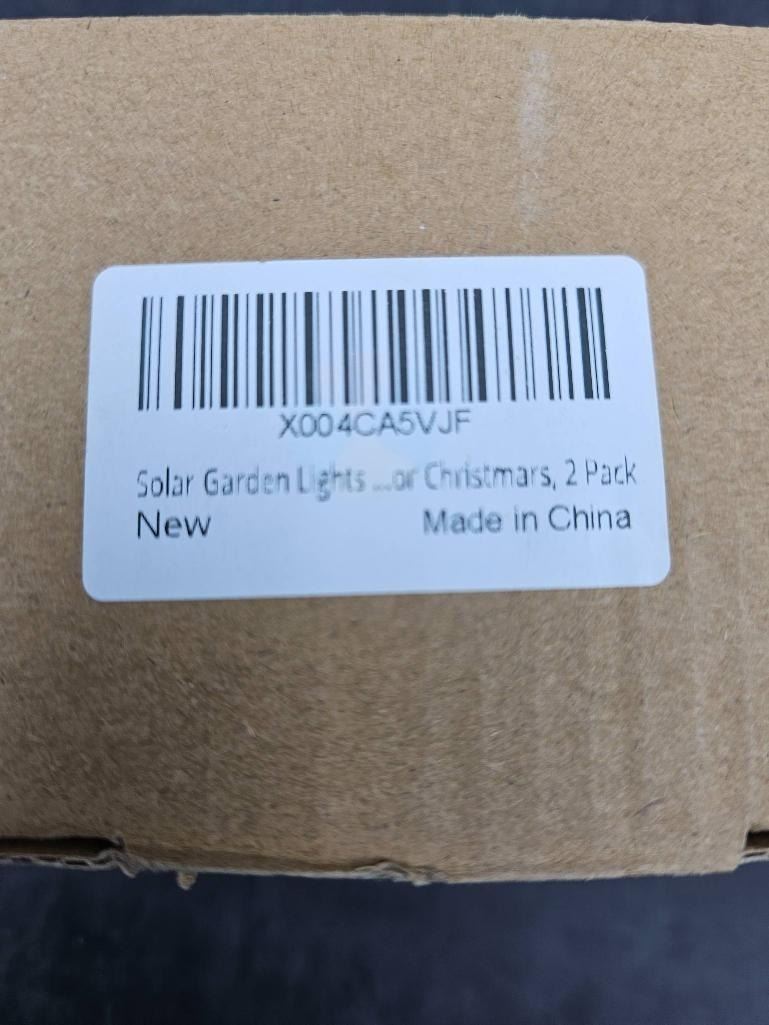 X004CA5VJF
Solar Garden Lights ...or Christmars, 2 Pack
New Made in China